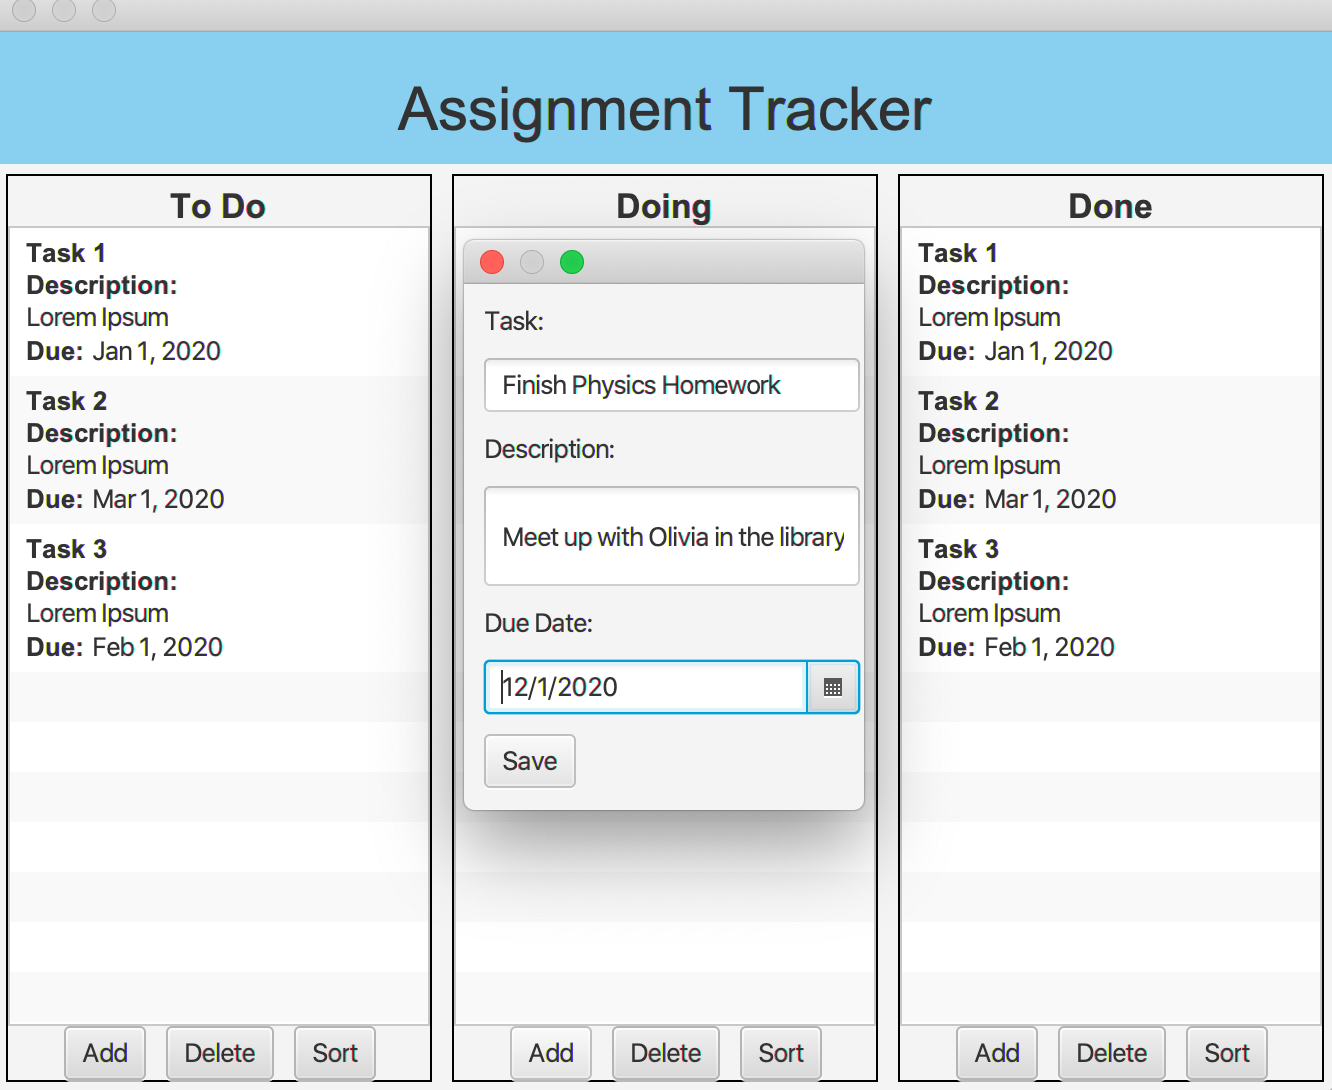 Assignment Tracker
To Do
Task 1
Description:
Lorem Ipsum
Due: Jan 1, 2020
Task 2
Description:
Lorem Ipsum
Due: Mar 1, 2020
Task 3
Description:
Lorem Ipsum
Due: Feb 1, 2020
Add Delete Sort
Doing
Task:
Finish Physics Homework
Description:
Meet up with Olivia in the library
Due Date:
12/1/2020
Save
Add Delete Sort
Done
Task 1
Description:
Lorem Ipsum
Due: Jan 1, 2020
Task 2
Description:
Lorem Ipsum
Due: Mar 1, 2020
Task 3
Description:
Lorem Ipsum
Due: Feb 1, 2020
Add Delete Sort